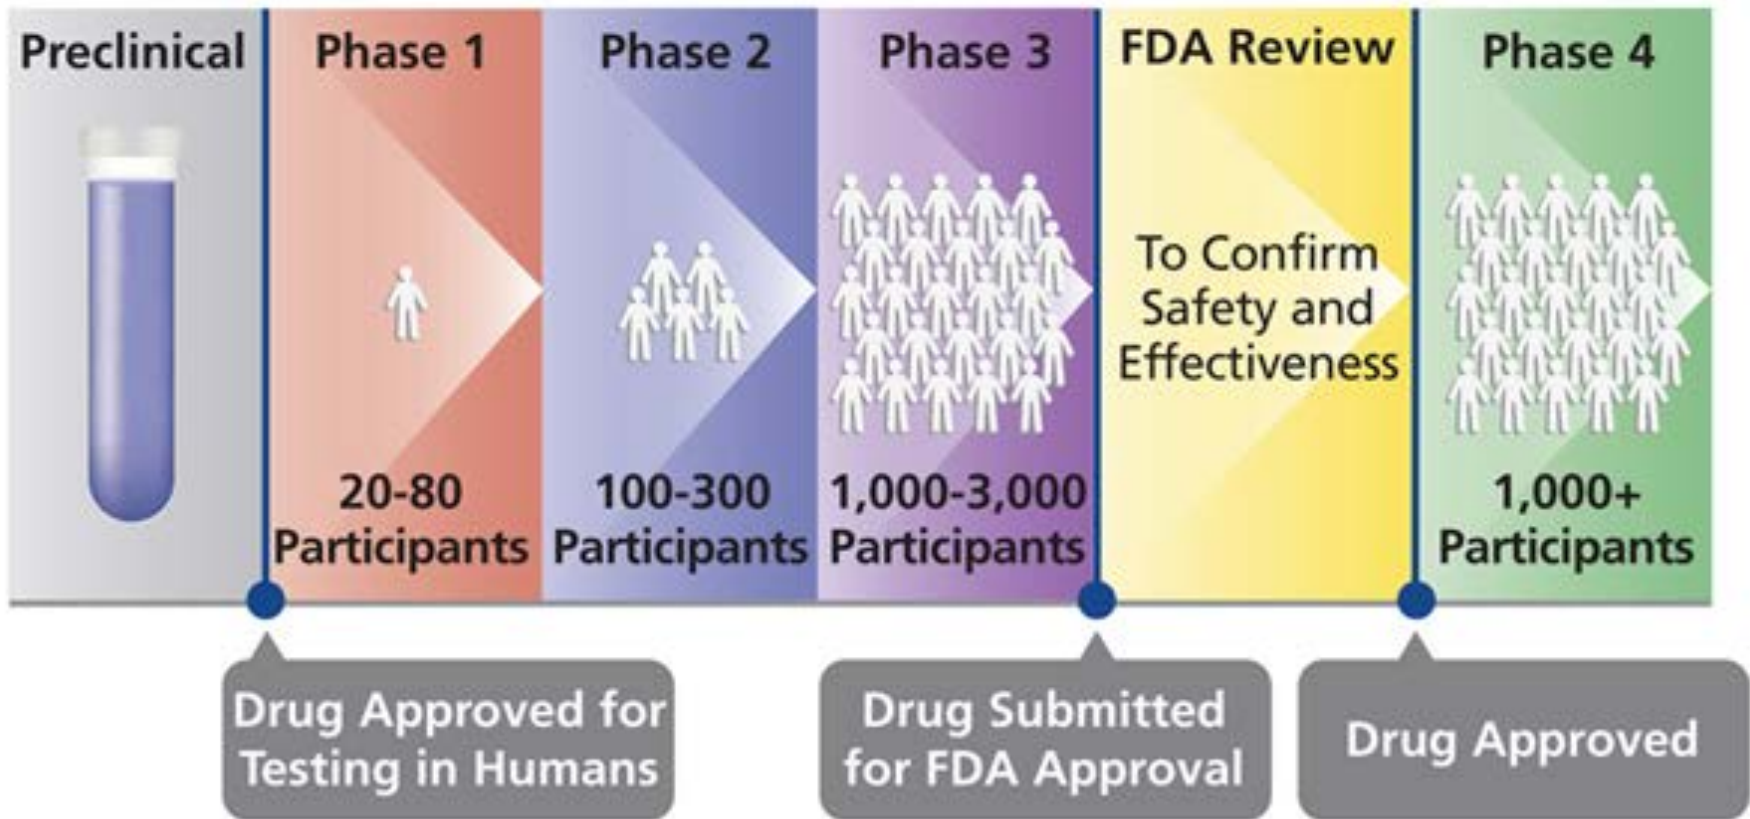 Preclinical
Phase 1
Phase 2
Phase 3
FDA Review
Phase 4
To Confirm
Safety and
Effectiveness
20-80
Participants
100-300
Participants
1,000-3,000
Participants
1,000+
Participants
Drug Approved for
Testing in Humans
Drug Submitted
for FDA Approval
Drug Approved